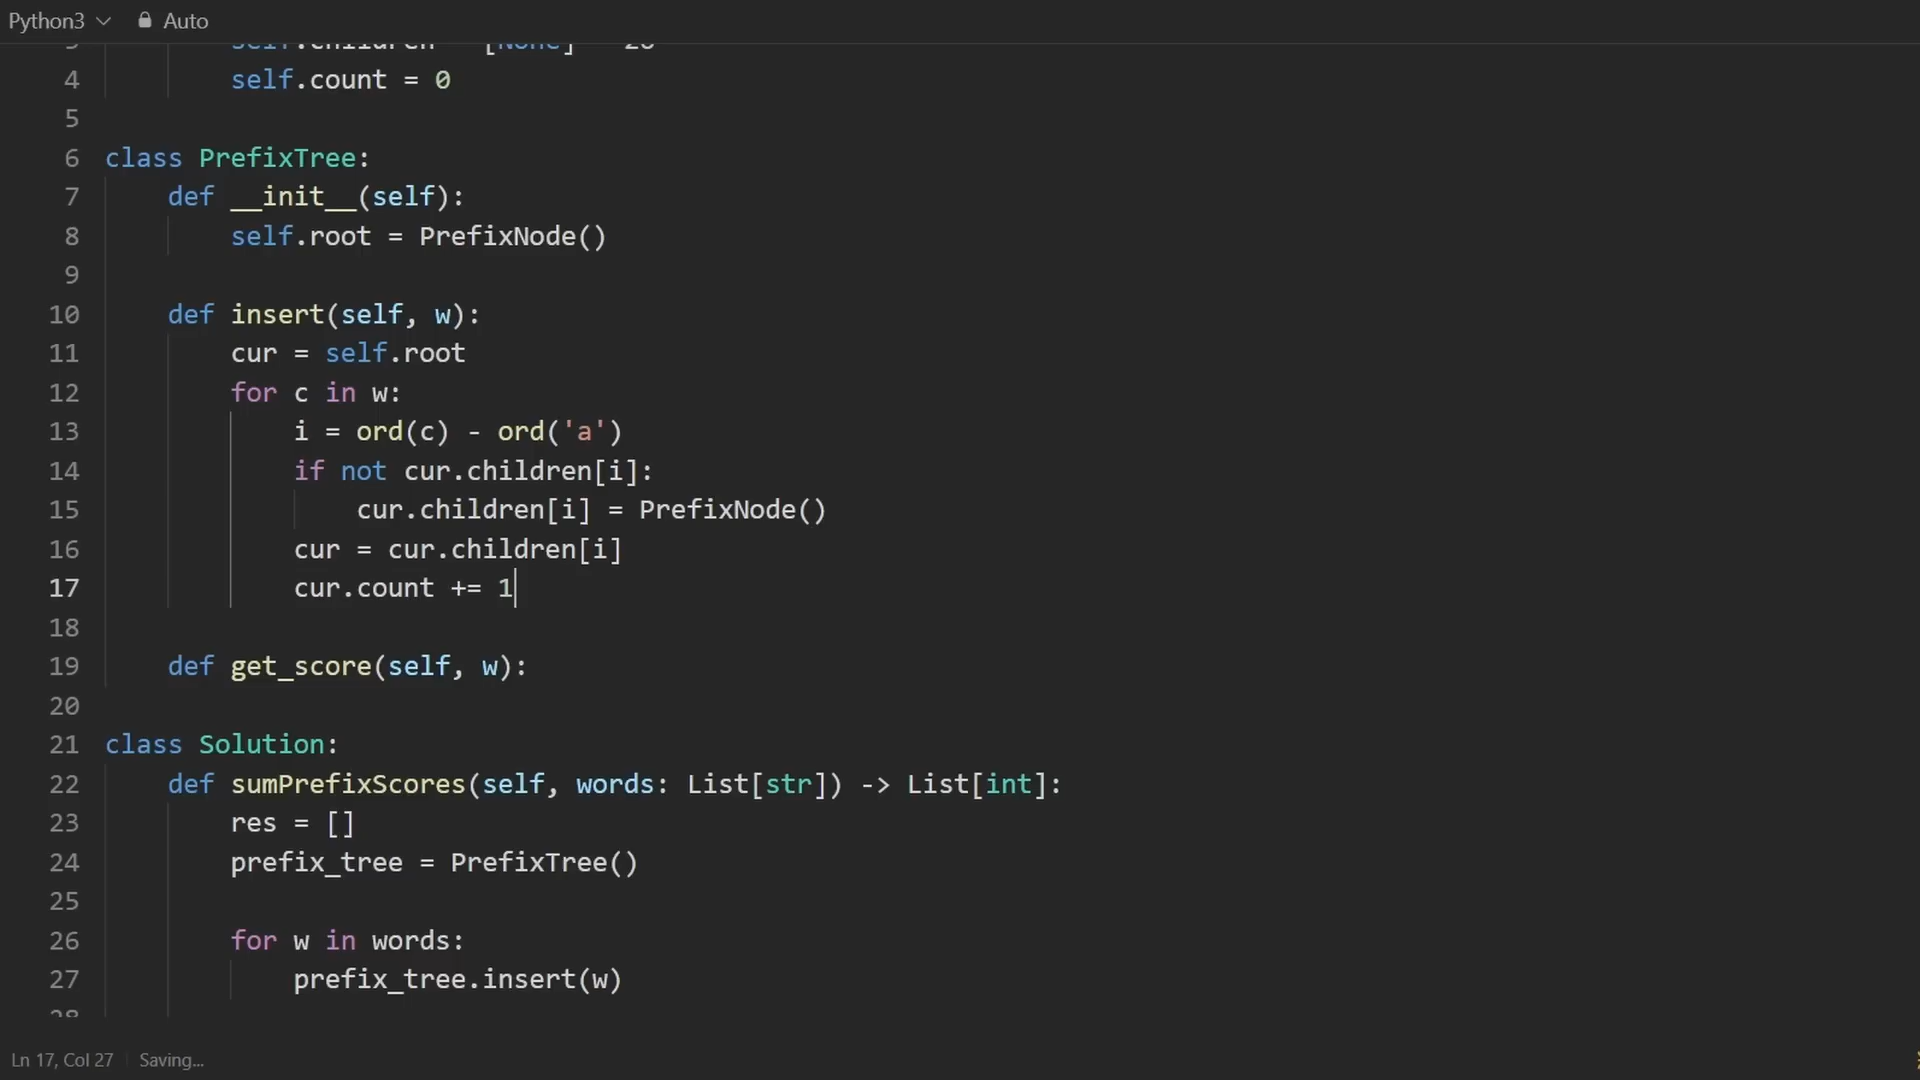 Python3 Auto
4 self.count = 0
5
6 class PrefixTree:
7 def __init__(self):
8 self.root = PrefixNode()
9
10 def insert(self, w):
11 cur = self.root
12 for c in w:
13 i = ord(c) - ord('a')
14 if not cur.children[i]:
15 cur.children[i] = PrefixNode()
16 cur = cur.children[i]
17 cur.count += 1
18
19 def get_score(self, w):
20
21 class Solution:
22 def sumPrefixScores(self, words: List[str]) -> List[int]:
23 res = []
24 prefix_tree = PrefixTree()
25
26 for w in words:
27 prefix_tree.insert(w)
Ln 17, Col 27 Saving...